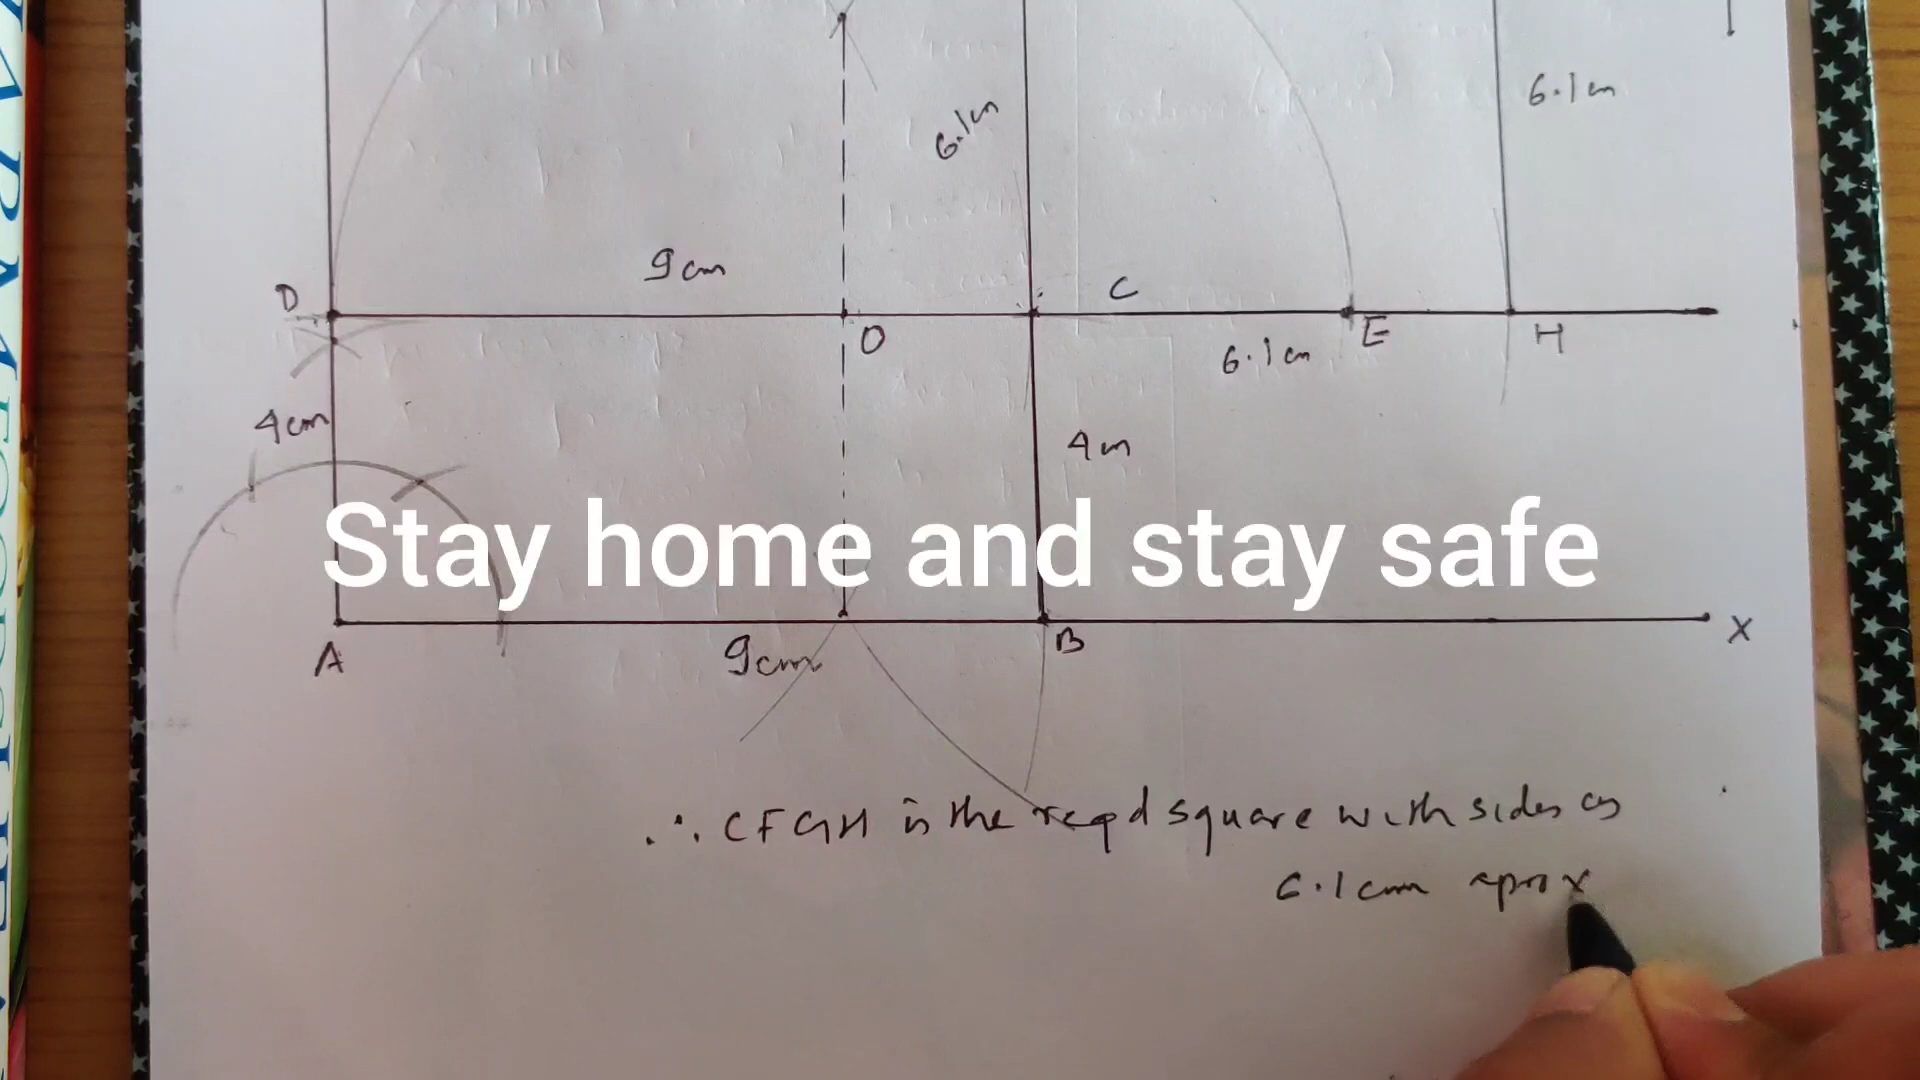 6.1cm
6.1cm
9cm
D
C
O
E
H
6.1cm
4cm
4cm
Stay home and stay safe
A
9cm
B
X
∴ CFGH is the reqd square with sides as
6.1cm aprox